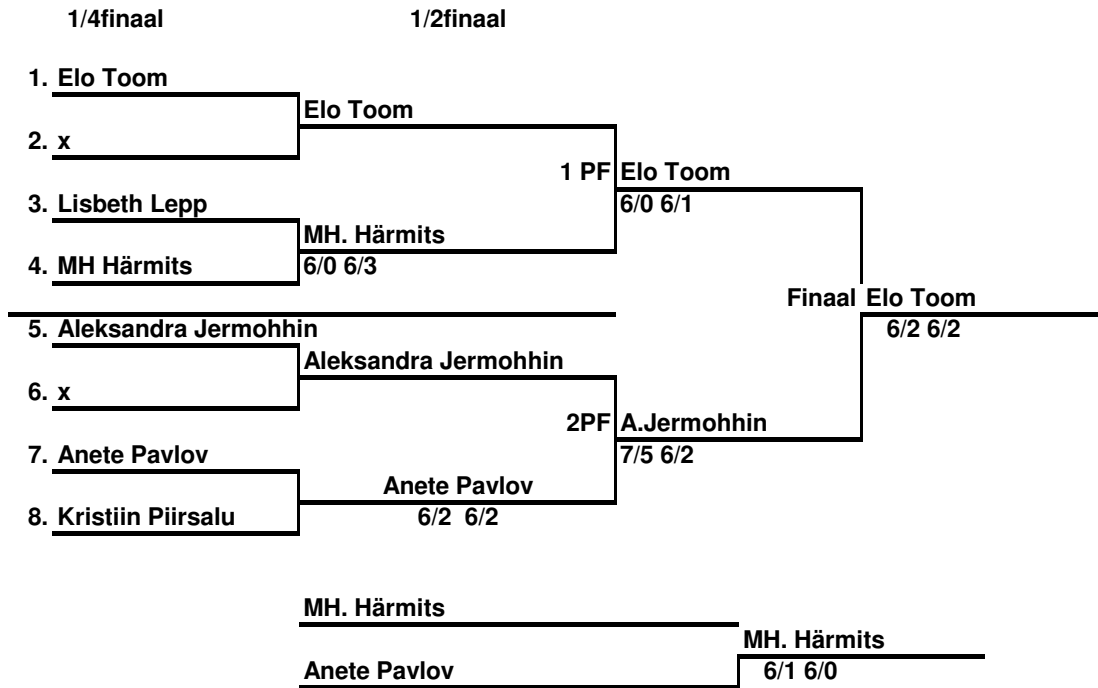 1/4finaal 1/2finaal
1. Elo Toom
Elo Toom
2. x
1 PF Elo Toom
3. Lisbeth Lepp 6/0 6/1
MH. Härmits
4. MH Härmits 6/0 6/3
Finaal Elo Toom
5. Aleksandra Jermohhin 6/2 6/2
Aleksandra Jermohhin
6. x
2PF A.Jermohhin
7. Anete Pavlov 7/5 6/2
Anete Pavlov
8. Kristiin Piirsalu 6/2 6/2
MH. Härmits
MH. Härmits
Anete Pavlov 6/1 6/0